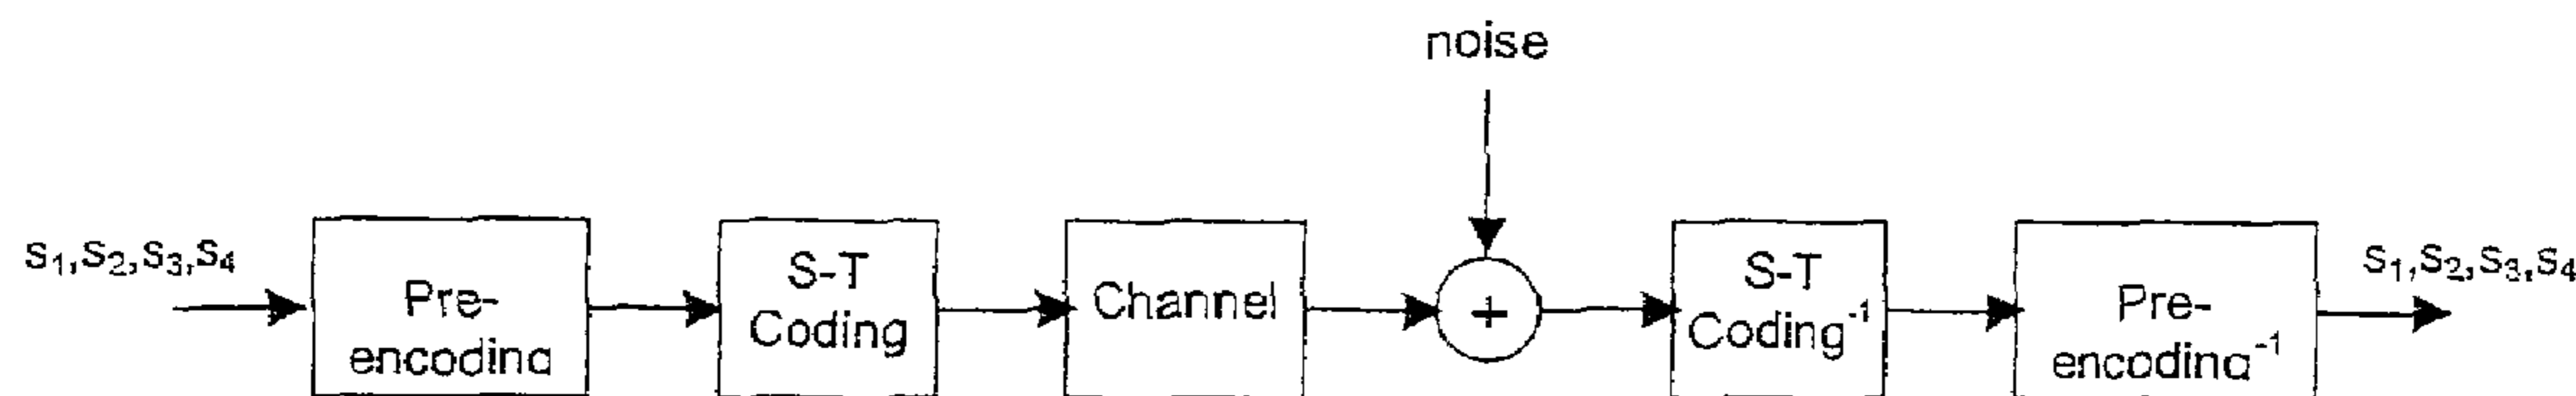 noise
s₁,s₂,s₃,s₄
Pre-
encoding
S-T
Coding
Channel
+
S-T
Coding⁻¹
Pre-
encoding⁻¹
s₁,s₂,s₃,s₄